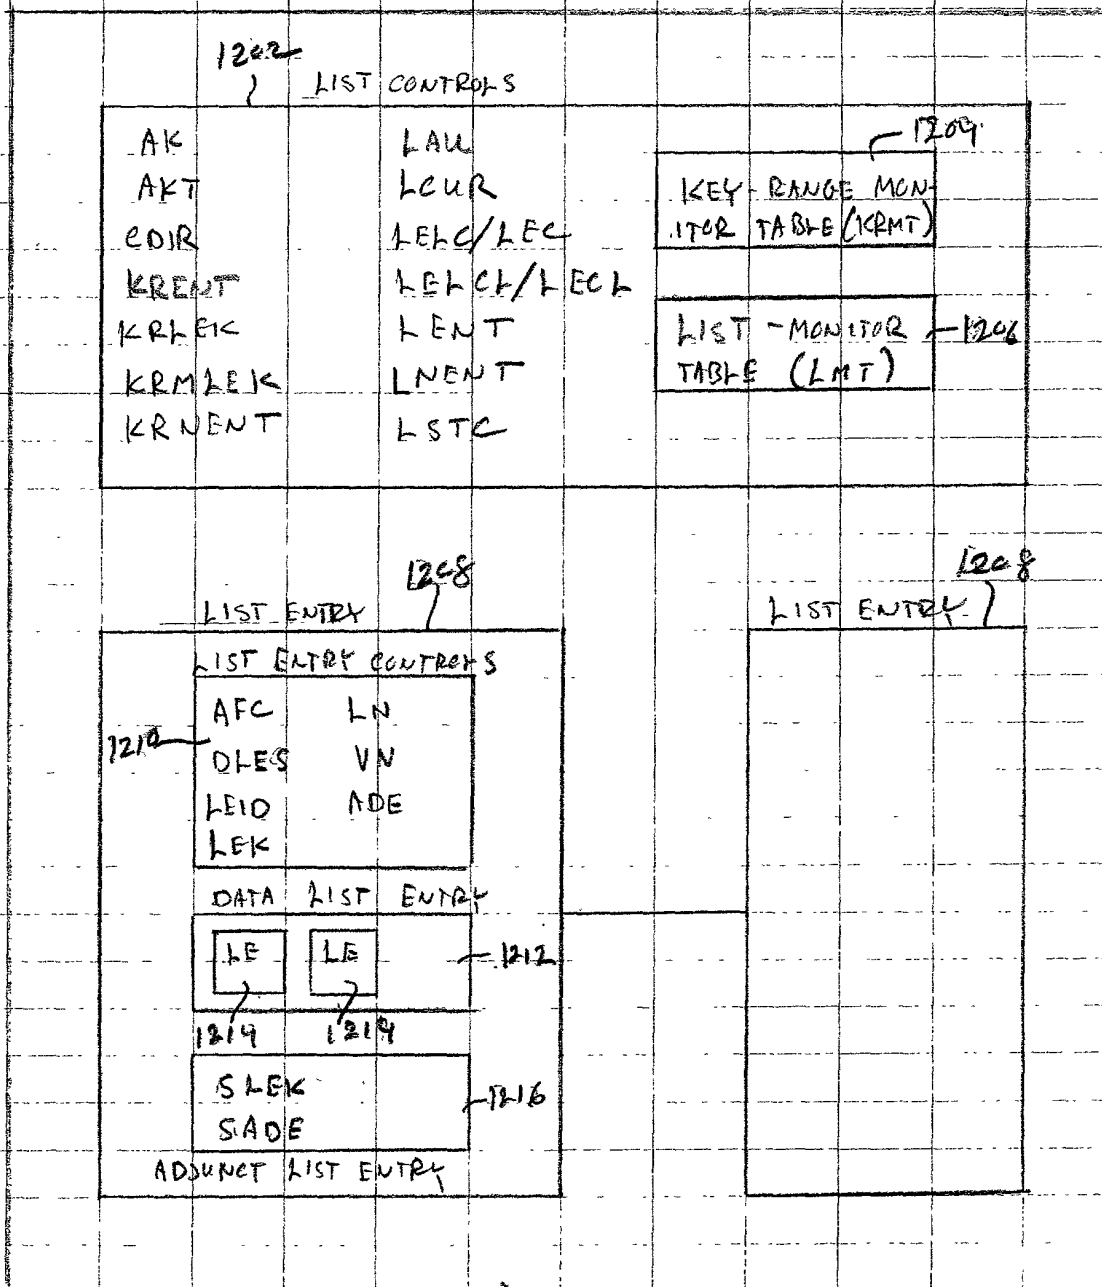 1202
LIST CONTROLS
AK
AKT
CDIR
KRENT
KRLEK
KRMLEK
KRNENT
LAU
LCUR
LELC/LEC
LELCL/LECL
LENT
LNENT
LSTC
1204
KEY-RANGE MON-
ITOR TABLE (KRMT)
LIST-MONITOR
TABLE (LMT)
1206
1208
LIST ENTRY
LIST ENTRY CONTROLS
1210
AFC LN
DLES VN
LEID ADE
LEK
DATA LIST ENTRY
LE LE
1212
1214 1214
SLEK
SADE
1216
ADJUNCT LIST ENTRY
1208
LIST ENTRY